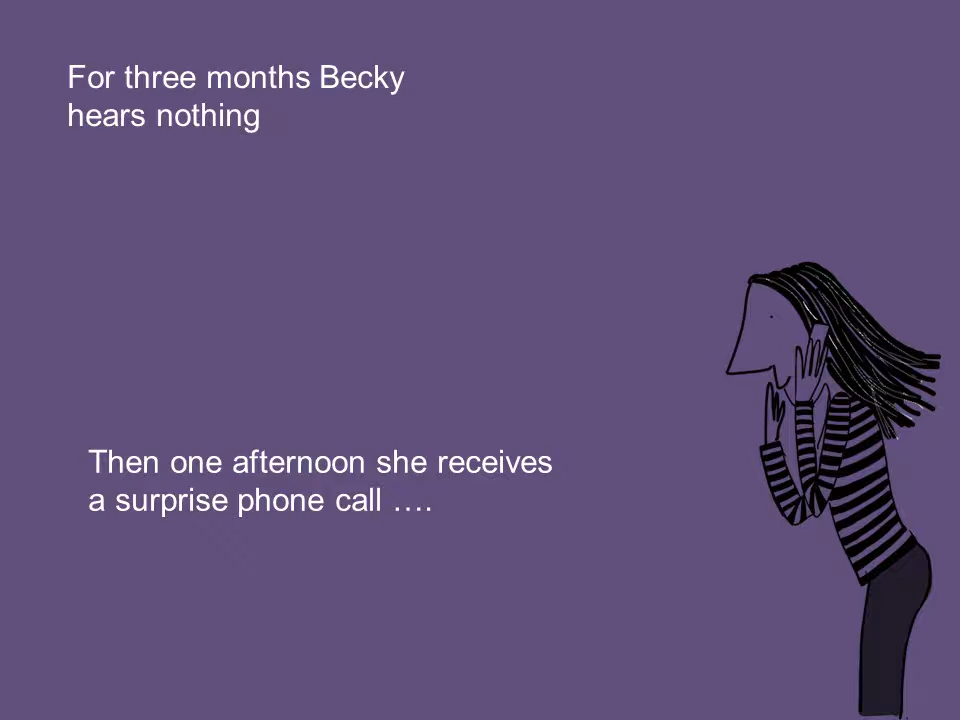 For three months Becky
hears nothing
Then one afternoon she receives
a surprise phone call ….